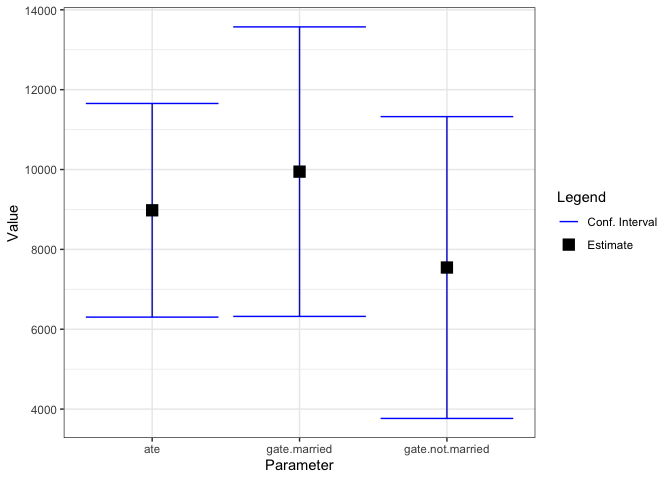 14000
12000
10000
8000
6000
4000
Value
ate
gate.married
gate.not.married
Parameter
Legend
Conf. Interval
Estimate